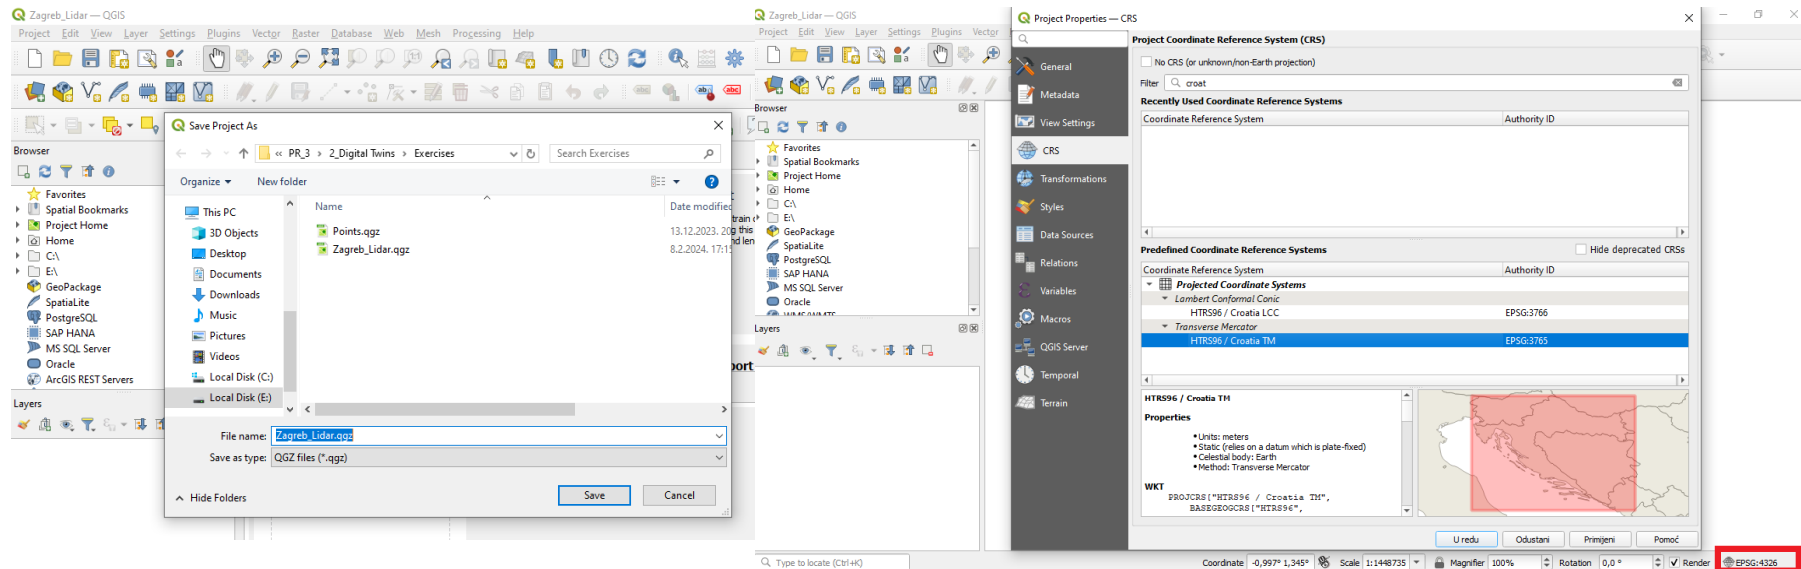 Zagreb_Lidar — QGIS
Project Edit View Layer Settings Plugins Vector Raster Database Web Mesh Processing Help
Browser
Favorites
Spatial Bookmarks
Project Home
Home
C:\
E:\
GeoPackage
SpatiaLite
PostgreSQL
SAP HANA
MS SQL Server
Oracle
ArcGIS REST Servers
Layers
Save Project As
« PR_3 › 2_Digital Twins › Exercises
Search Exercises
Organize
New folder
This PC
3D Objects
Desktop
Documents
Downloads
Music
Pictures
Videos
Local Disk (C:)
Local Disk (E:)
Name
Date modified
Points.qgz
13.12.2023. 20
Zagreb_Lidar.qgz
8.2.2024. 17:15
File name: Zagreb_Lidar.qgz
Save as type: QGZ files (*.qgz)
Hide Folders
Save
Cancel
Zagreb_Lidar — QGIS
Project Edit View Layer Settings Plugins Vect
Browser
Favorites
Spatial Bookmarks
Project Home
Home
C:\
E:\
GeoPackage
SpatiaLite
PostgreSQL
SAP HANA
MS SQL Server
Oracle
WMS/WMTS
Layers
Project Properties — CRS
General
Metadata
View Settings
CRS
Transformations
Styles
Data Sources
Relations
Variables
Macros
QGIS Server
Temporal
Terrain
Project Coordinate Reference System (CRS)
No CRS (or unknown/non-Earth projection)
Filter croat
Recently Used Coordinate Reference Systems
Coordinate Reference System Authority ID
Predefined Coordinate Reference Systems
Hide deprecated CRSs
Coordinate Reference System Authority ID
Projected Coordinate Systems
Lambert Conformal Conic
HTRS96 / Croatia LCC EPSG:3766
Transverse Mercator
HTRS96 / Croatia TM EPSG:3765
HTRS96 / Croatia TM
Properties
• Units: meters
• Static (relies on a datum which is plate-fixed)
• Celestial body: Earth
• Method: Transverse Mercator
WKT
PROJCRS["HTRS96 / Croatia TM",
BASEGEOGCRS["HTRS96",
U redu
Odustani
Primijeni
Pomoć
Type to locate (Ctrl+K)
Coordinate -0,997° 1,345°
Scale 1:1448735
Magnifier 100%
Rotation 0,0 °
Render
EPSG:4326